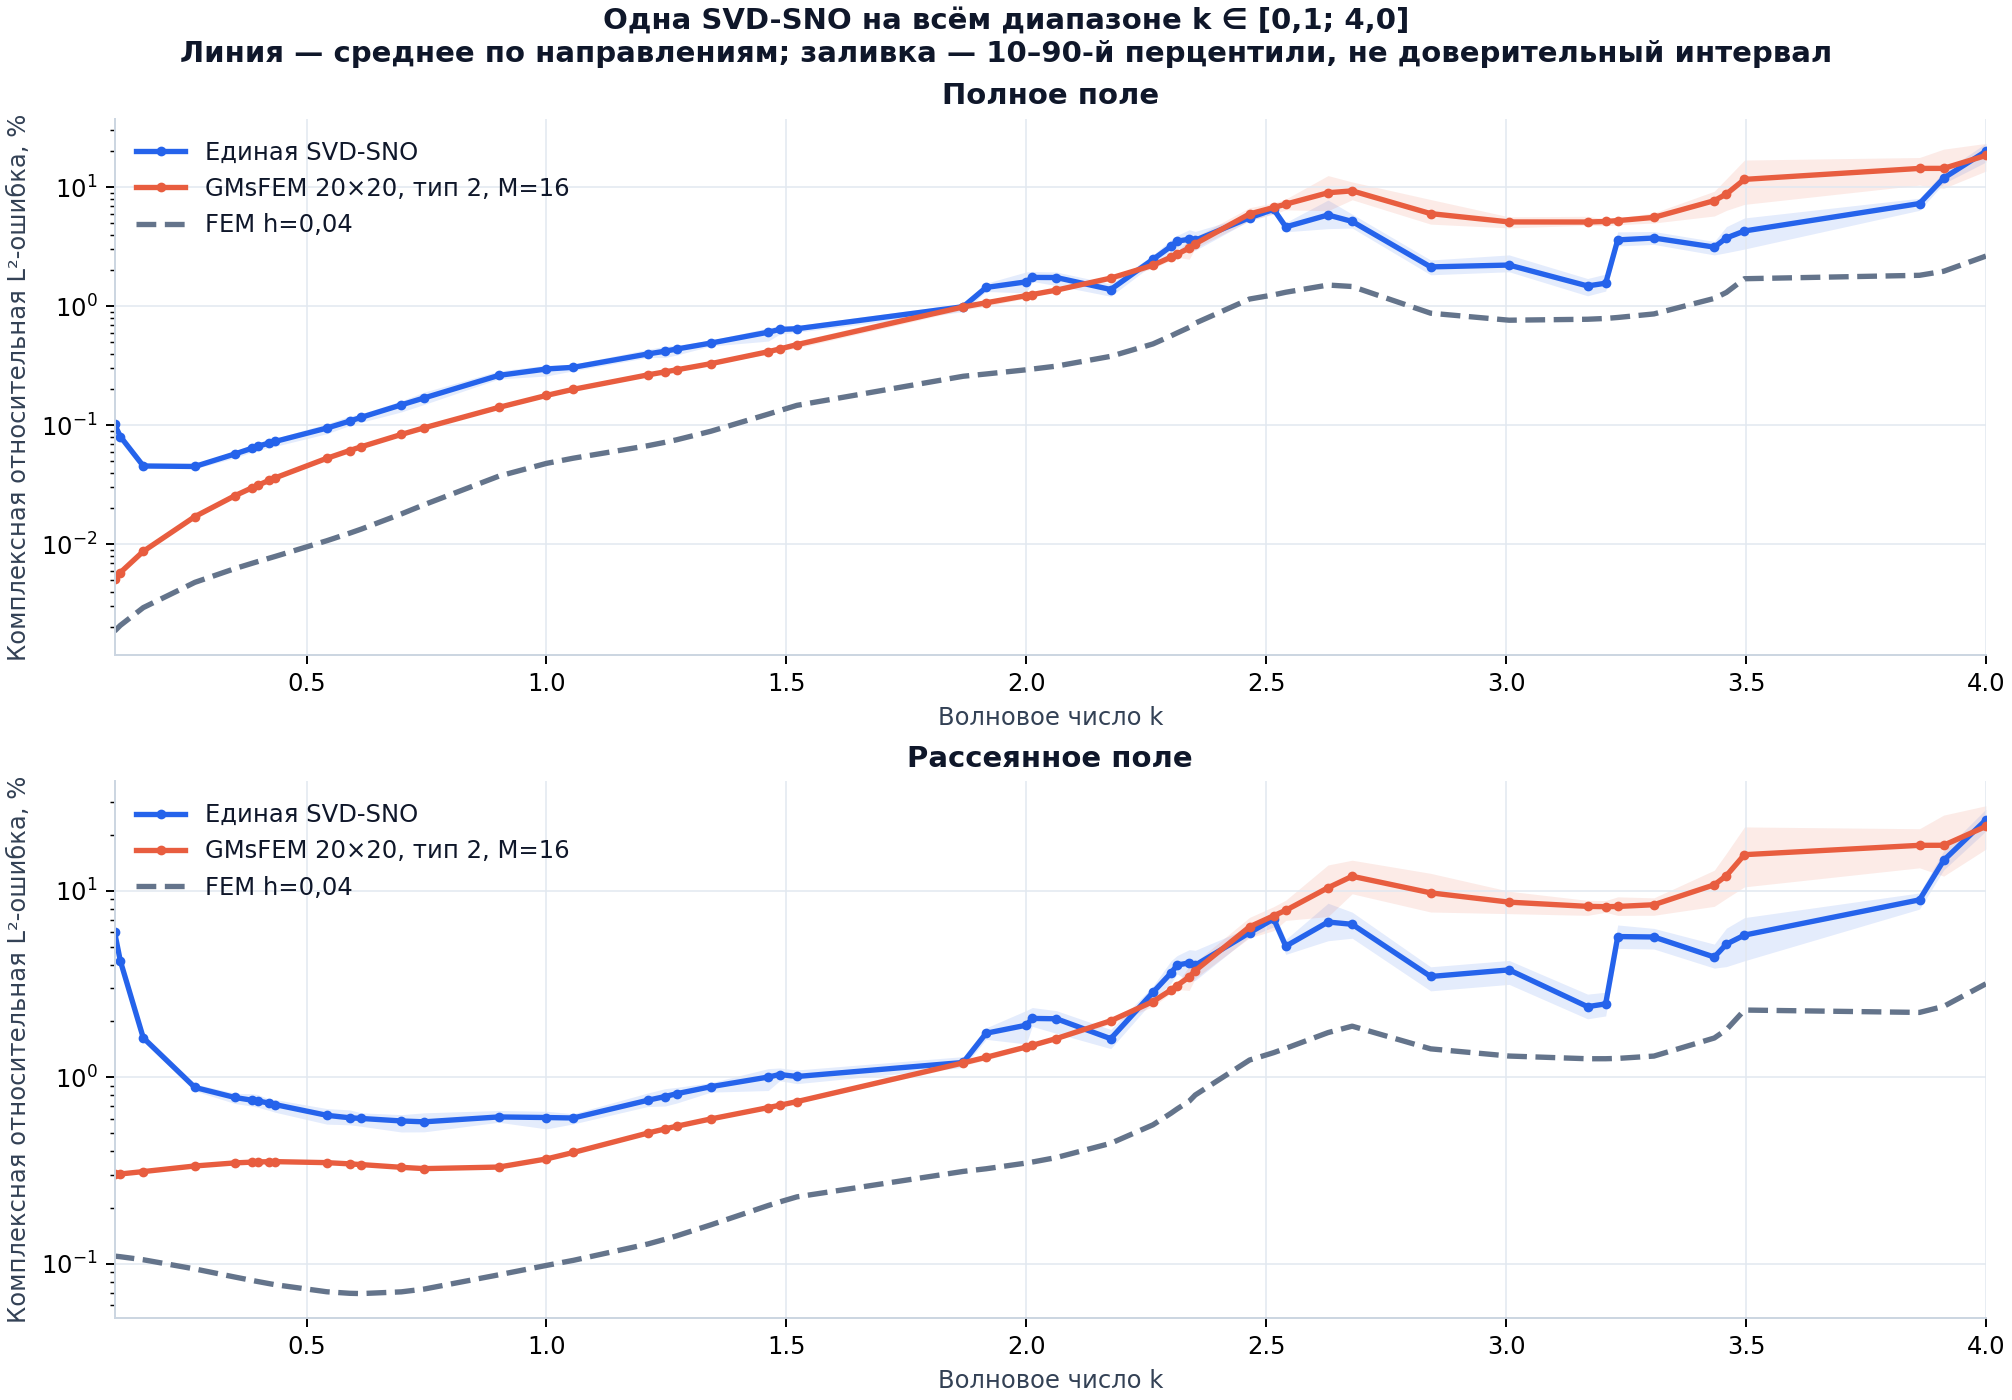 Одна SVD-SNO на всём диапазоне k ∈ [0,1; 4,0]
Линия — среднее по направлениям; заливка — 10–90-й перцентили, не доверительный интервал
Полное поле
Комплексная относительная L²-ошибка, %
Единая SVD-SNO
GMsFEM 20×20, тип 2, M=16
FEM h=0,04
10¹
10⁰
10⁻¹
10⁻²
0.5 1.0 1.5 2.0 2.5 3.0 3.5 4.0
Волновое число k
Рассеянное поле
Комплексная относительная L²-ошибка, %
Единая SVD-SNO
GMsFEM 20×20, тип 2, M=16
FEM h=0,04
10¹
10⁰
10⁻¹
0.5 1.0 1.5 2.0 2.5 3.0 3.5 4.0
Волновое число k